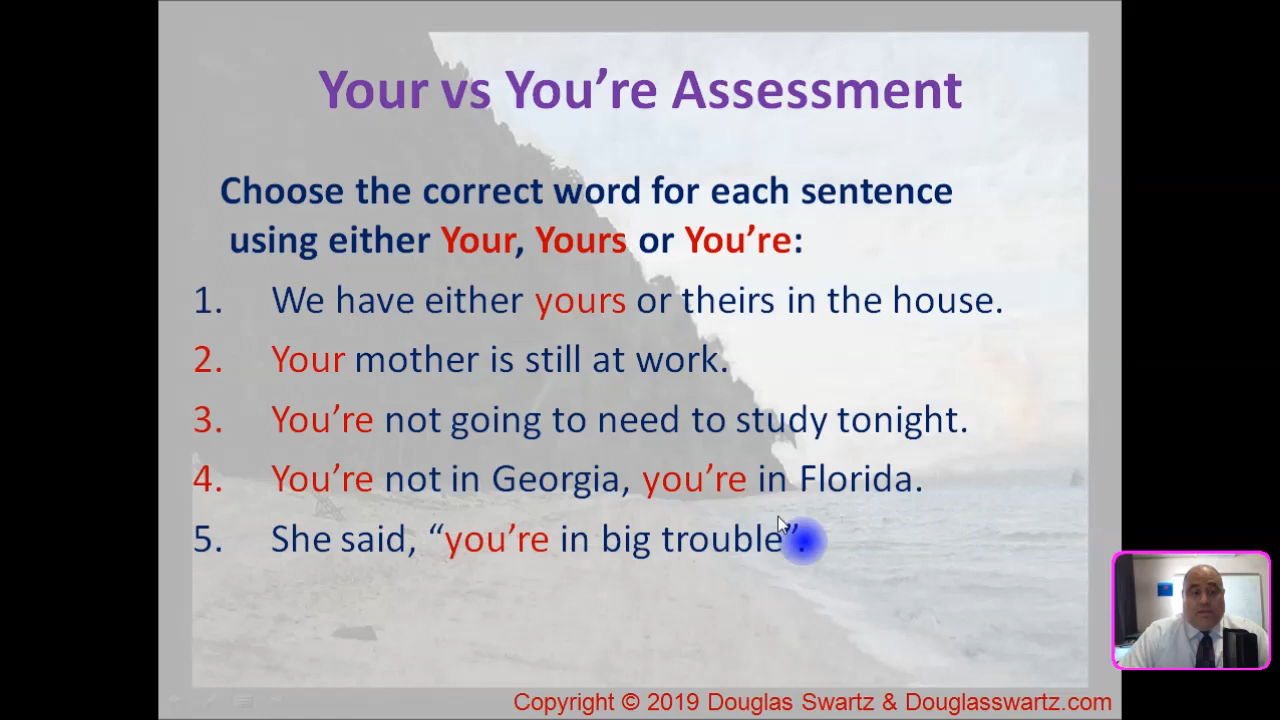 Your vs You’re Assessment
Choose the correct word for each sentence
using either Your, Yours or You’re:
1. We have either yours or theirs in the house.
2. Your mother is still at work.
3. You’re not going to need to study tonight.
4. You’re not in Georgia, you’re in Florida.
5. She said, “you’re in big trouble”.
Copyright © 2019 Douglas Swartz & Douglasswartz.com